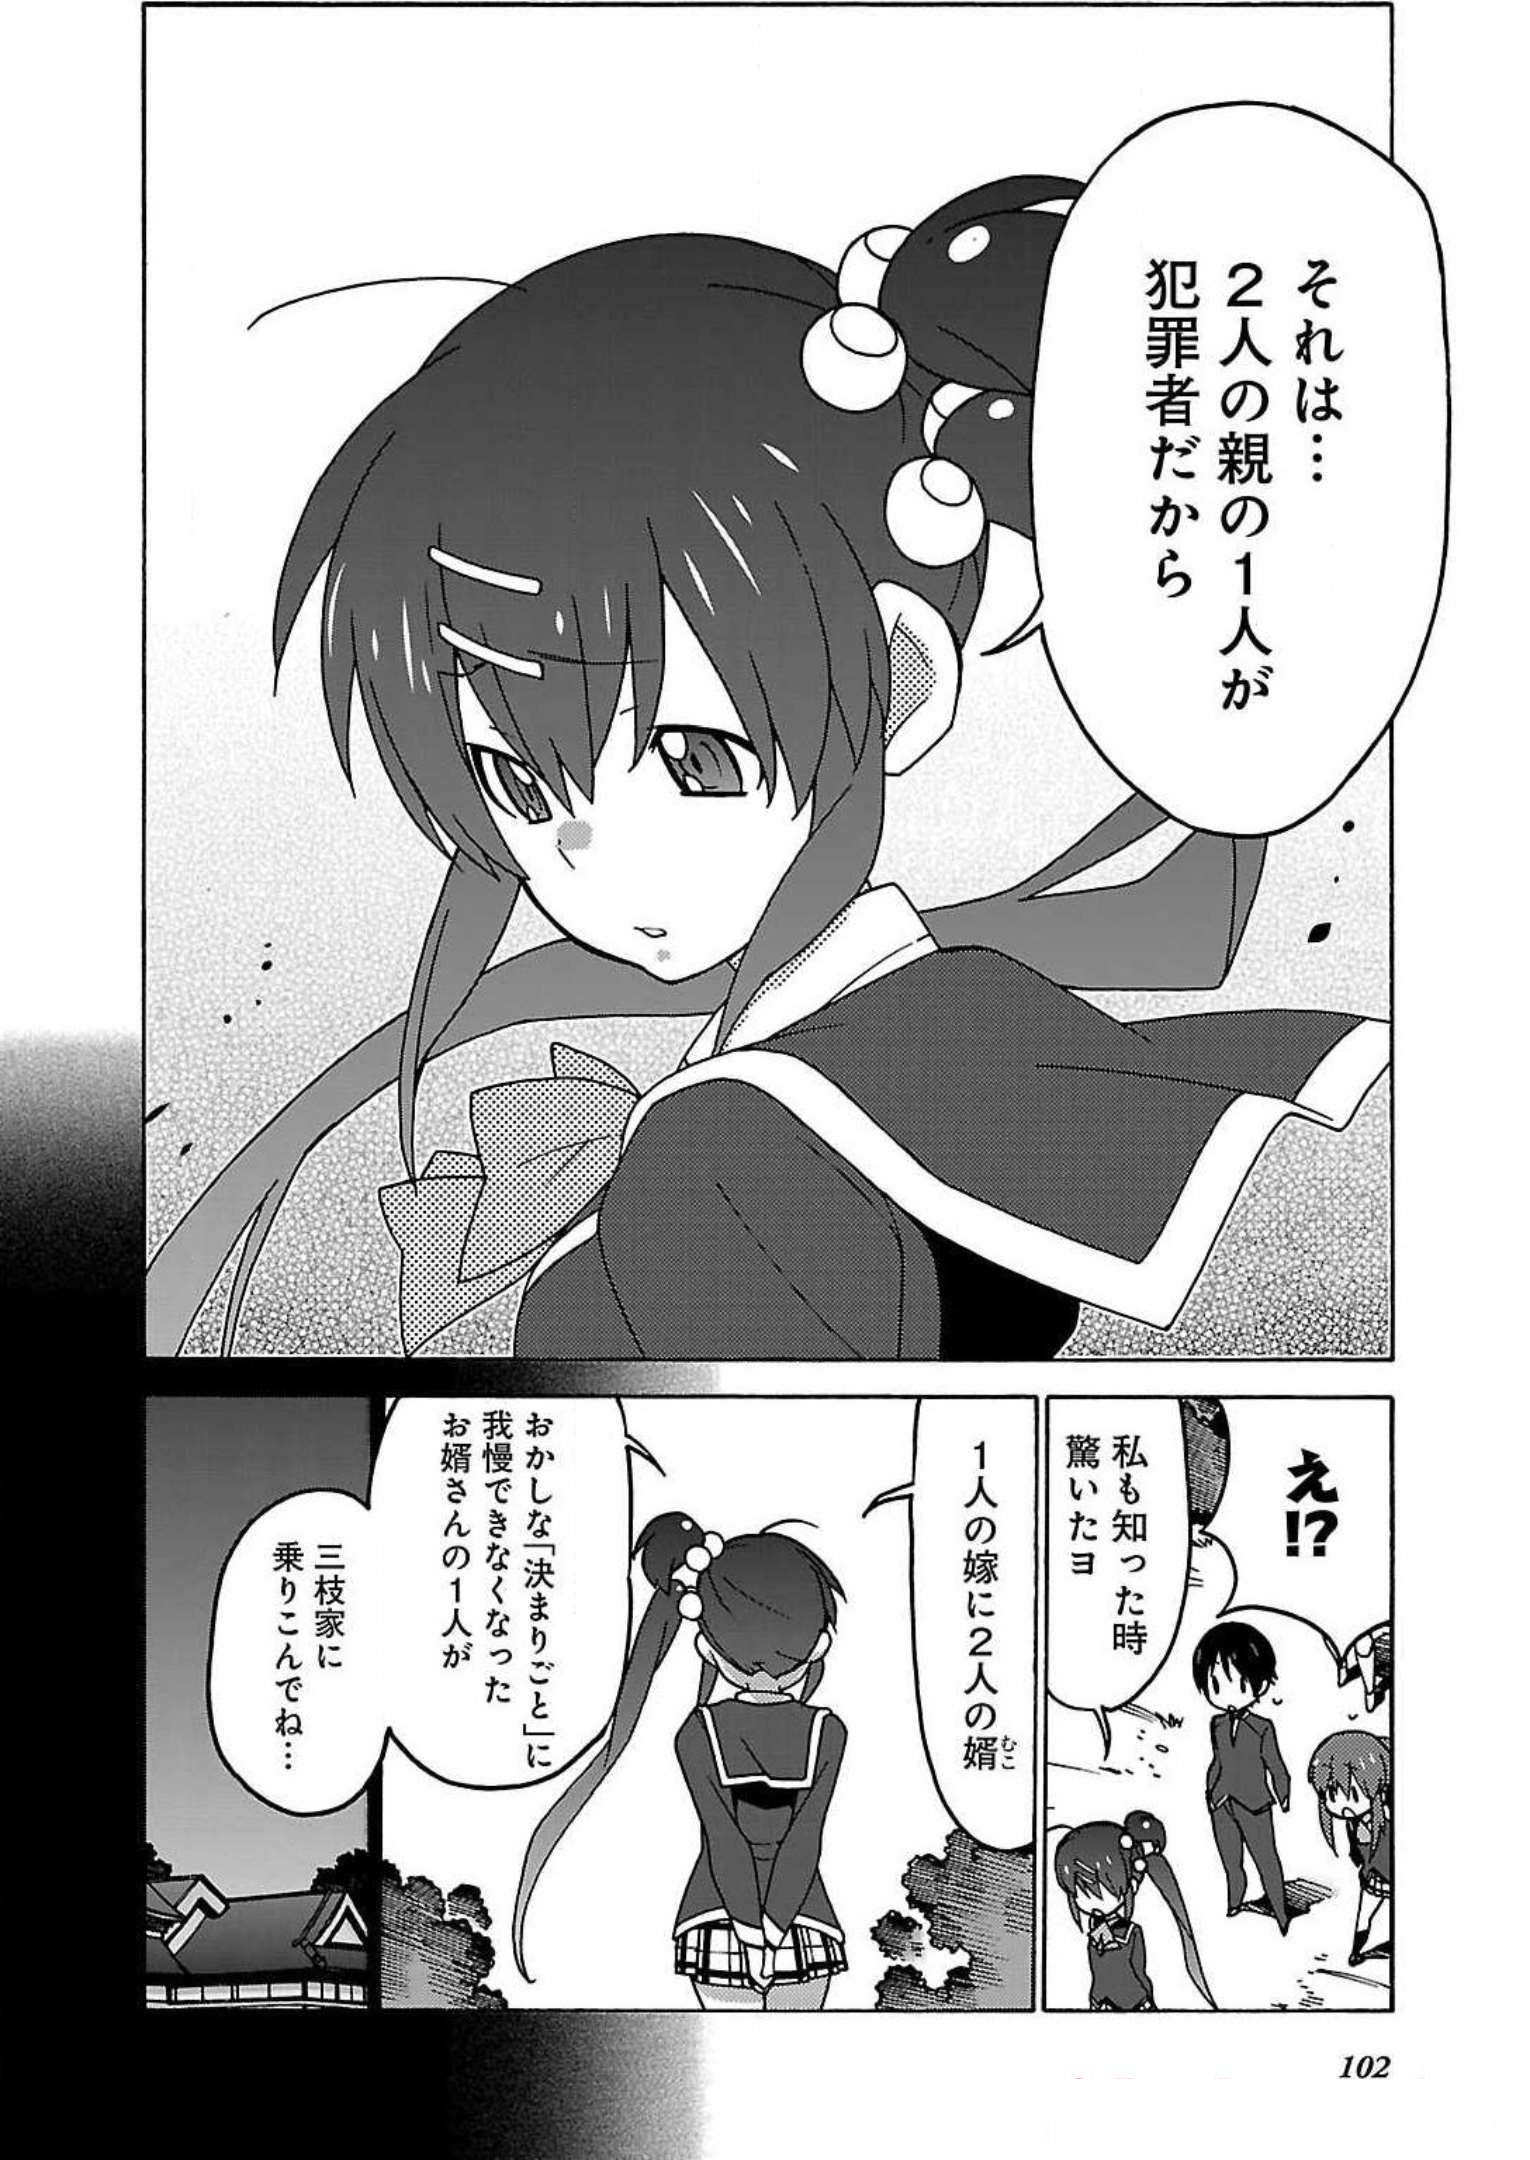 それは…
2人の親の1人が
犯罪者だから
え!?
私も知った時
驚いたヨ
1人の嫁に2人の婿
むこ
おかしな「決まりごと」に
我慢できなくなった
お婿さんの1人が
三枝家に
乗りこんでね…
102